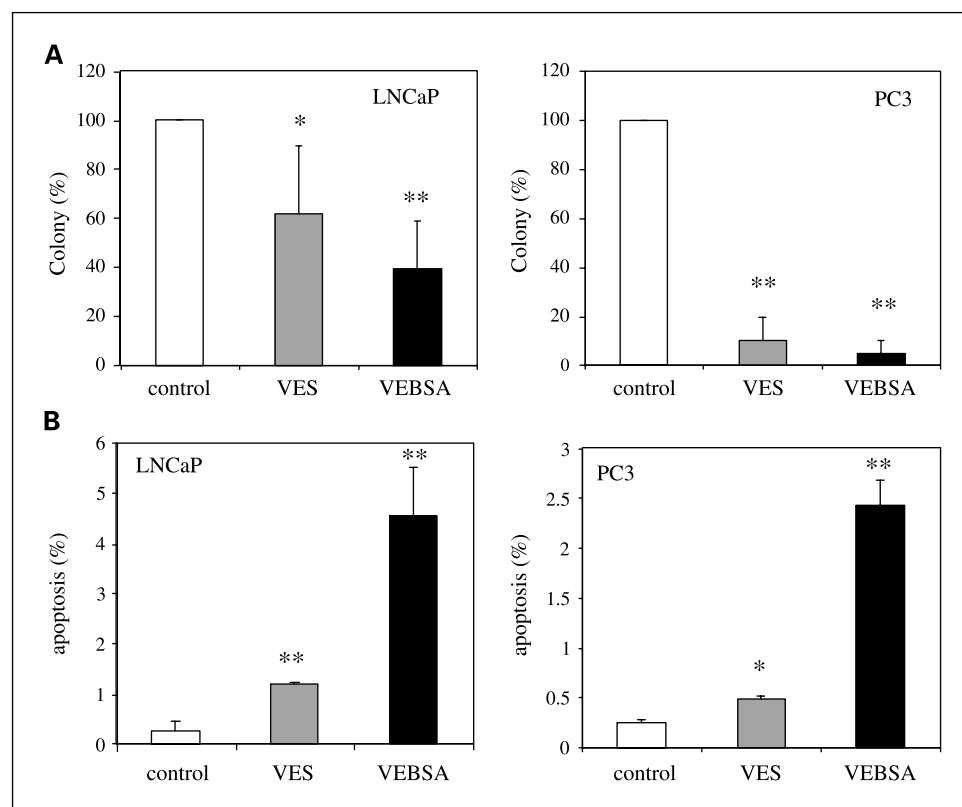 A
120
100
80
60
40
20
0
Colony (%)
LNCaP
*
**
control VES VEBSA
120
100
80
60
40
20
0
Colony (%)
PC3
**
**
control VES VEBSA
B
6
5
4
3
2
1
0
apoptosis (%)
LNCaP
**
**
control VES VEBSA
3
2.5
2
1.5
1
0.5
0
apoptosis (%)
PC3
*
**
control VES VEBSA